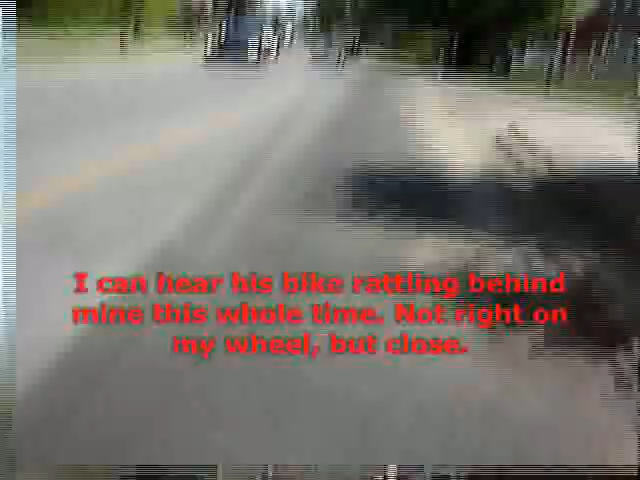 I can hear his bike rattling behind
mine this whole time. Not right on
my wheel, but close.